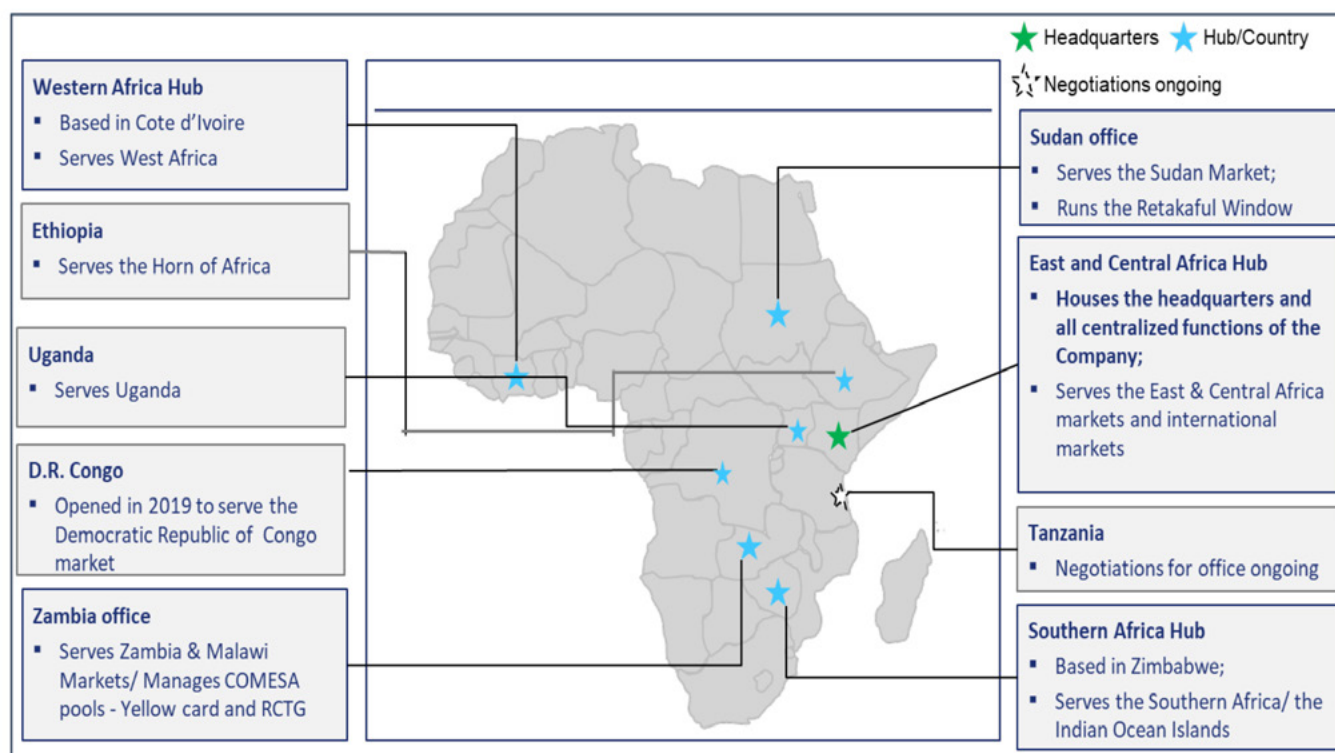 Headquarters
Hub/Country
Negotiations ongoing
Western Africa Hub
▪ Based in Cote d'Ivoire
▪ Serves West Africa
Ethiopia
▪ Serves the Horn of Africa
Uganda
▪ Serves Uganda
D.R. Congo
▪ Opened in 2019 to serve the
Democratic Republic of Congo
market
Zambia office
▪ Serves Zambia & Malawi
Markets/ Manages COMESA
pools - Yellow card and RCTG
Sudan office
▪ Serves the Sudan Market;
▪ Runs the Retakaful Window
East and Central Africa Hub
▪ Houses the headquarters and
all centralized functions of the
Company;
▪ Serves the East & Central Africa
markets and international
markets
Tanzania
▪ Negotiations for office ongoing
Southern Africa Hub
▪ Based in Zimbabwe;
▪ Serves the Southern Africa/ the
Indian Ocean Islands